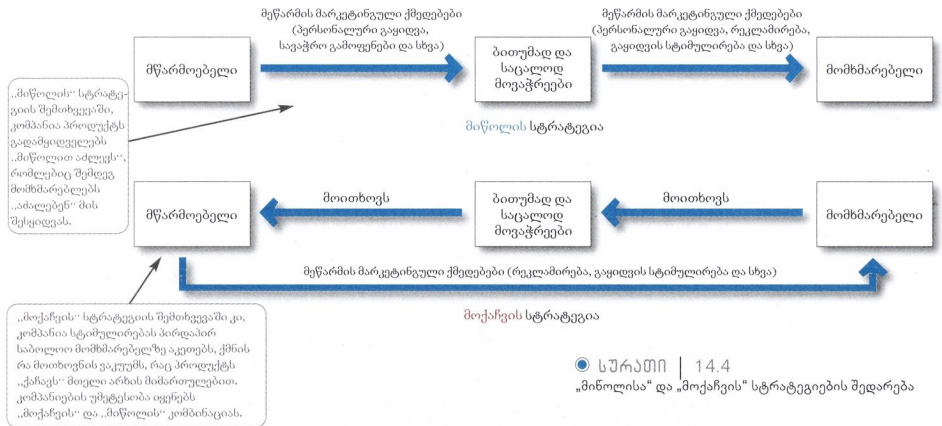 მეწარმის მარკეტინგული ქმედებები
(პერსონალური გაყიდვა,
სავაჭრო გამოფენები და სხვა)
მეწარმის მარკეტინგული ქმედებები
(პერსონალური გაყიდვა, რეკლამირება,
გაყიდვის სტიმულირება და სხვა)
მწარმოებელი
ბითუმად და
საცალოდ
მოვაჭრეები
მომხმარებელი
მიწოლის სტრატეგია
„მიწოლის“ სტრატე-
გიის შემთხვევაში,
კომპანია პროდუქტს
გადამყიდველებს
„მიწოლით აძლევს“,
რომლებიც შემდეგ
მომხმარებლებს
„აძალებენ“ მის
შესყიდვას.
მწარმოებელი
მოითხოვს
ბითუმად და
საცალოდ
მოვაჭრეები
მოითხოვს
მომხმარებელი
მეწარმის მარკეტინგული ქმედებები (რეკლამირება, გაყიდვის სტიმულირება და სხვა)
მოქაჩვის სტრატეგია
„მოქაჩვის“ სტრატეგიის შემთხვევაში კი,
კომპანია სტიმულირებას პირდაპირ
საბოლოო მომხმარებელზე აკეთებს, ქმნის
რა მოთხოვნის ვაკუუმს, რაც პროდუქტს
„ქაჩავს“ მთელი არხის მიმართულებით.
კომპანიების უმეტესობა იყენებს
„მოქაჩვის“ და „მიწოლის“ კომბინაციას.
სურათი | 14.4
„მიწოლისა“ და „მოქაჩვის“ სტრატეგიების შედარება